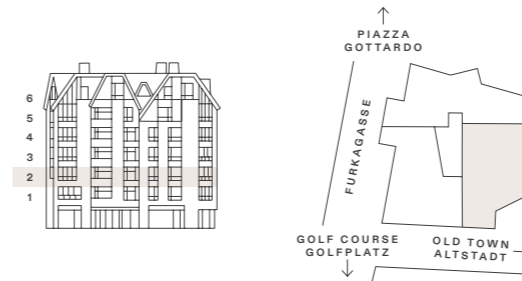 6
5
4
3
2
1
PIAZZA
GOTTARDO
FURKAGASSE
GOLF COURSE
GOLFPLATZ
OLD TOWN
ALTSTADT